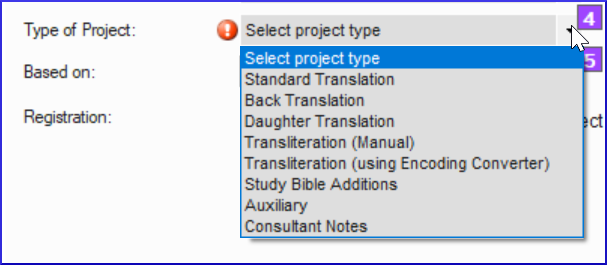 Type of Project: Select project type 4
Select project type
Based on: 5
Standard Translation
Back Translation
Daughter Translation
Registration:
Transliteration (Manual)
Transliteration (using Encoding Converter)
Study Bible Additions
Auxiliary
Consultant Notes